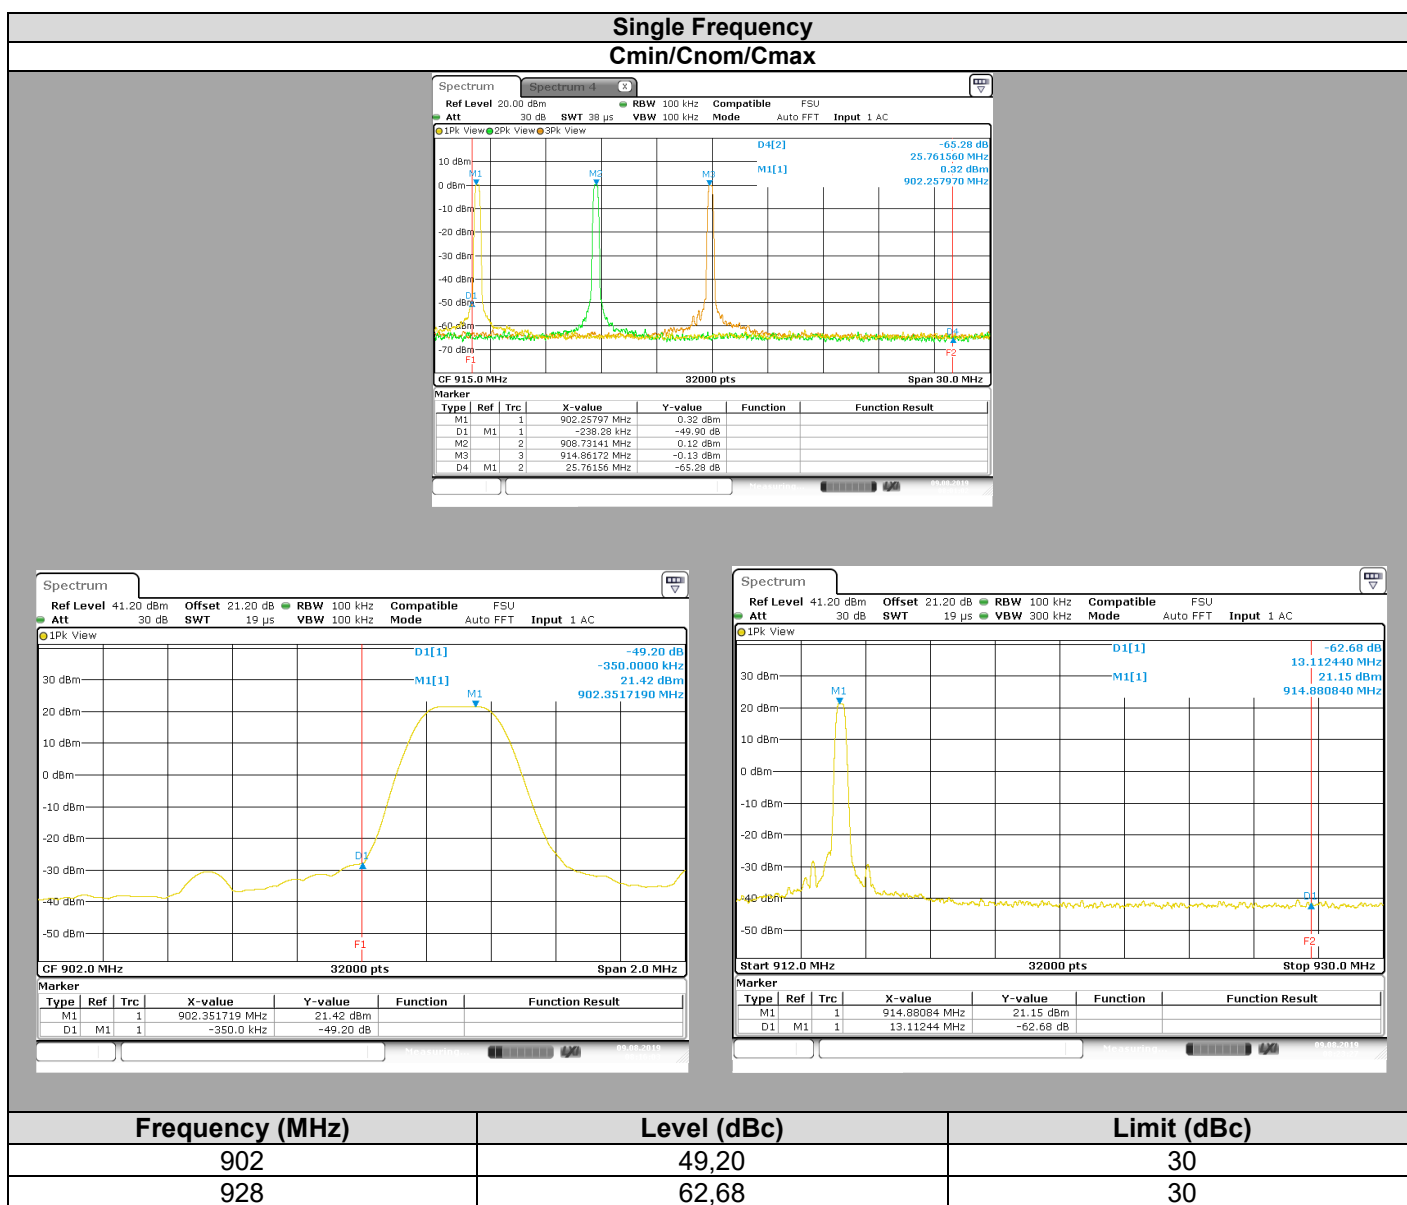 Single Frequency
Cmin/Cnom/Cmax
Spectrum Spectrum 4 X
Ref Level 20.00 dBm RBW 100 kHz Compatible FSU
Att 30 dB SWT 38 µs VBW 100 kHz Mode Auto FFT Input 1 AC
1Pk View 2Pk View 3Pk View
D4[2] -65.28 dB
25.761560 MHz
M1[1] 0.32 dBm
902.257970 MHz
10 dBm
M1 M2 M3
0 dBm
-10 dBm
-20 dBm
-30 dBm
-40 dBm
D1
-50 dBm
-60 dBm
D4
-70 dBm
F1 F2
CF 915.0 MHz 32000 pts Span 30.0 MHz
Marker
Type Ref Trc X-value Y-value Function Function Result
M1 1 902.25797 MHz 0.32 dBm
D1 M1 1 -238.28 kHz -49.90 dB
M2 2 908.73141 MHz 0.12 dBm
M3 3 914.86172 MHz -0.13 dBm
D4 M1 2 25.76156 MHz -65.28 dB
Measuring... 09.08.2019
Spectrum
Ref Level 41.20 dBm Offset 21.20 dB RBW 100 kHz Compatible FSU
Att 30 dB SWT 19 µs VBW 100 kHz Mode Auto FFT Input 1 AC
1Pk View
D1[1] -49.20 dB
-350.0000 kHz
M1[1] 21.42 dBm
902.3517190 MHz
30 dBm
M1
20 dBm
10 dBm
0 dBm
-10 dBm
-20 dBm
D1
-30 dBm
-40 dBm
-50 dBm
F1
CF 902.0 MHz 32000 pts Span 2.0 MHz
Marker
Type Ref Trc X-value Y-value Function Function Result
M1 1 902.351719 MHz 21.42 dBm
D1 M1 1 -350.0 kHz -49.20 dB
Measuring... 09.08.2019
Spectrum
Ref Level 41.20 dBm Offset 21.20 dB RBW 100 kHz Compatible FSU
Att 30 dB SWT 19 µs VBW 300 kHz Mode Auto FFT Input 1 AC
1Pk View
D1[1] -62.68 dB
13.112440 MHz
M1[1] 21.15 dBm
914.880840 MHz
30 dBm
M1
20 dBm
10 dBm
0 dBm
-10 dBm
-20 dBm
-30 dBm
-40 dBm
D1
-50 dBm
F2
Start 912.0 MHz 32000 pts Stop 930.0 MHz
Marker
Type Ref Trc X-value Y-value Function Function Result
M1 1 914.88084 MHz 21.15 dBm
D1 M1 1 13.11244 MHz -62.68 dB
Measuring... 09.08.2019
Frequency (MHz) Level (dBc) Limit (dBc)
902 49,20 30
928 62,68 30